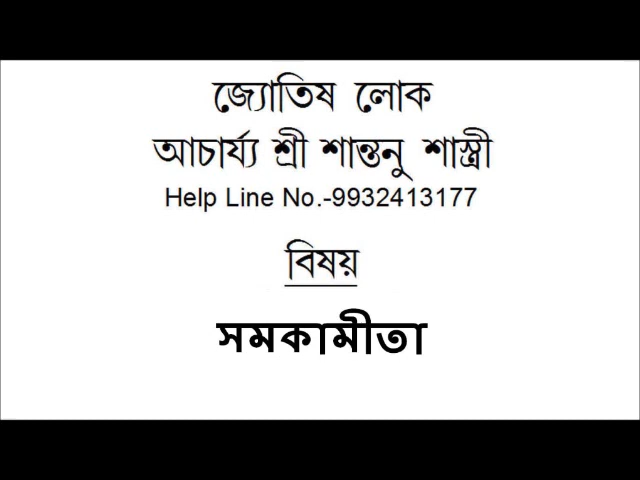 জ্যোতিষ লোক
আচার্য্য শ্রী শান্তনু শাস্ত্রী
Help Line No.-9932413177
বিষয়
সমকামীতা